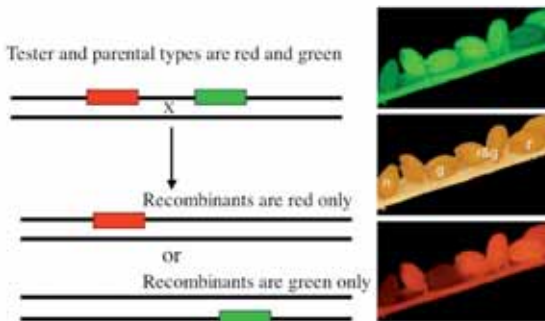 Tester and parental types are red and green
X
Recombinants are red only
or
Recombinants are green only
n
g
r&g
r